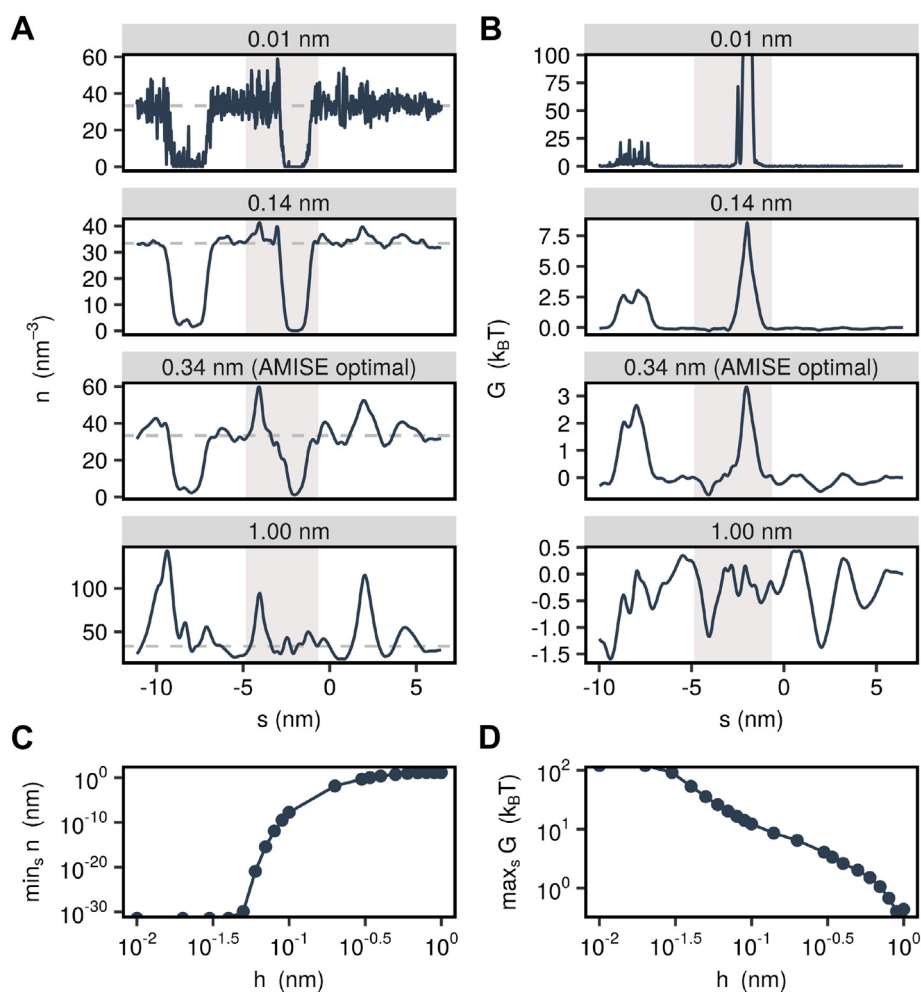 A
0.01 nm
60
40
20
0
0.14 nm
40
30
20
10
0
0.34 nm (AMISE optimal)
60
40
20
0
1.00 nm
100
50
n (nm⁻³)
-10 -5 0 5
s (nm)
B
0.01 nm
100
75
50
25
0
0.14 nm
7.5
5.0
2.5
0.0
0.34 nm (AMISE optimal)
3
2
1
0
1.00 nm
0.5
0.0
-0.5
-1.0
-1.5
G (k_BT)
-10 -5 0 5
s (nm)
C
10⁰
10⁻¹⁰
10⁻²⁰
10⁻³⁰
min_s n (nm)
10⁻² 10⁻¹·⁵ 10⁻¹ 10⁻⁰·⁵ 10⁰
h (nm)
D
10²
10¹
10⁰
max_s G (k_BT)
10⁻² 10⁻¹·⁵ 10⁻¹ 10⁻⁰·⁵ 10⁰
h (nm)